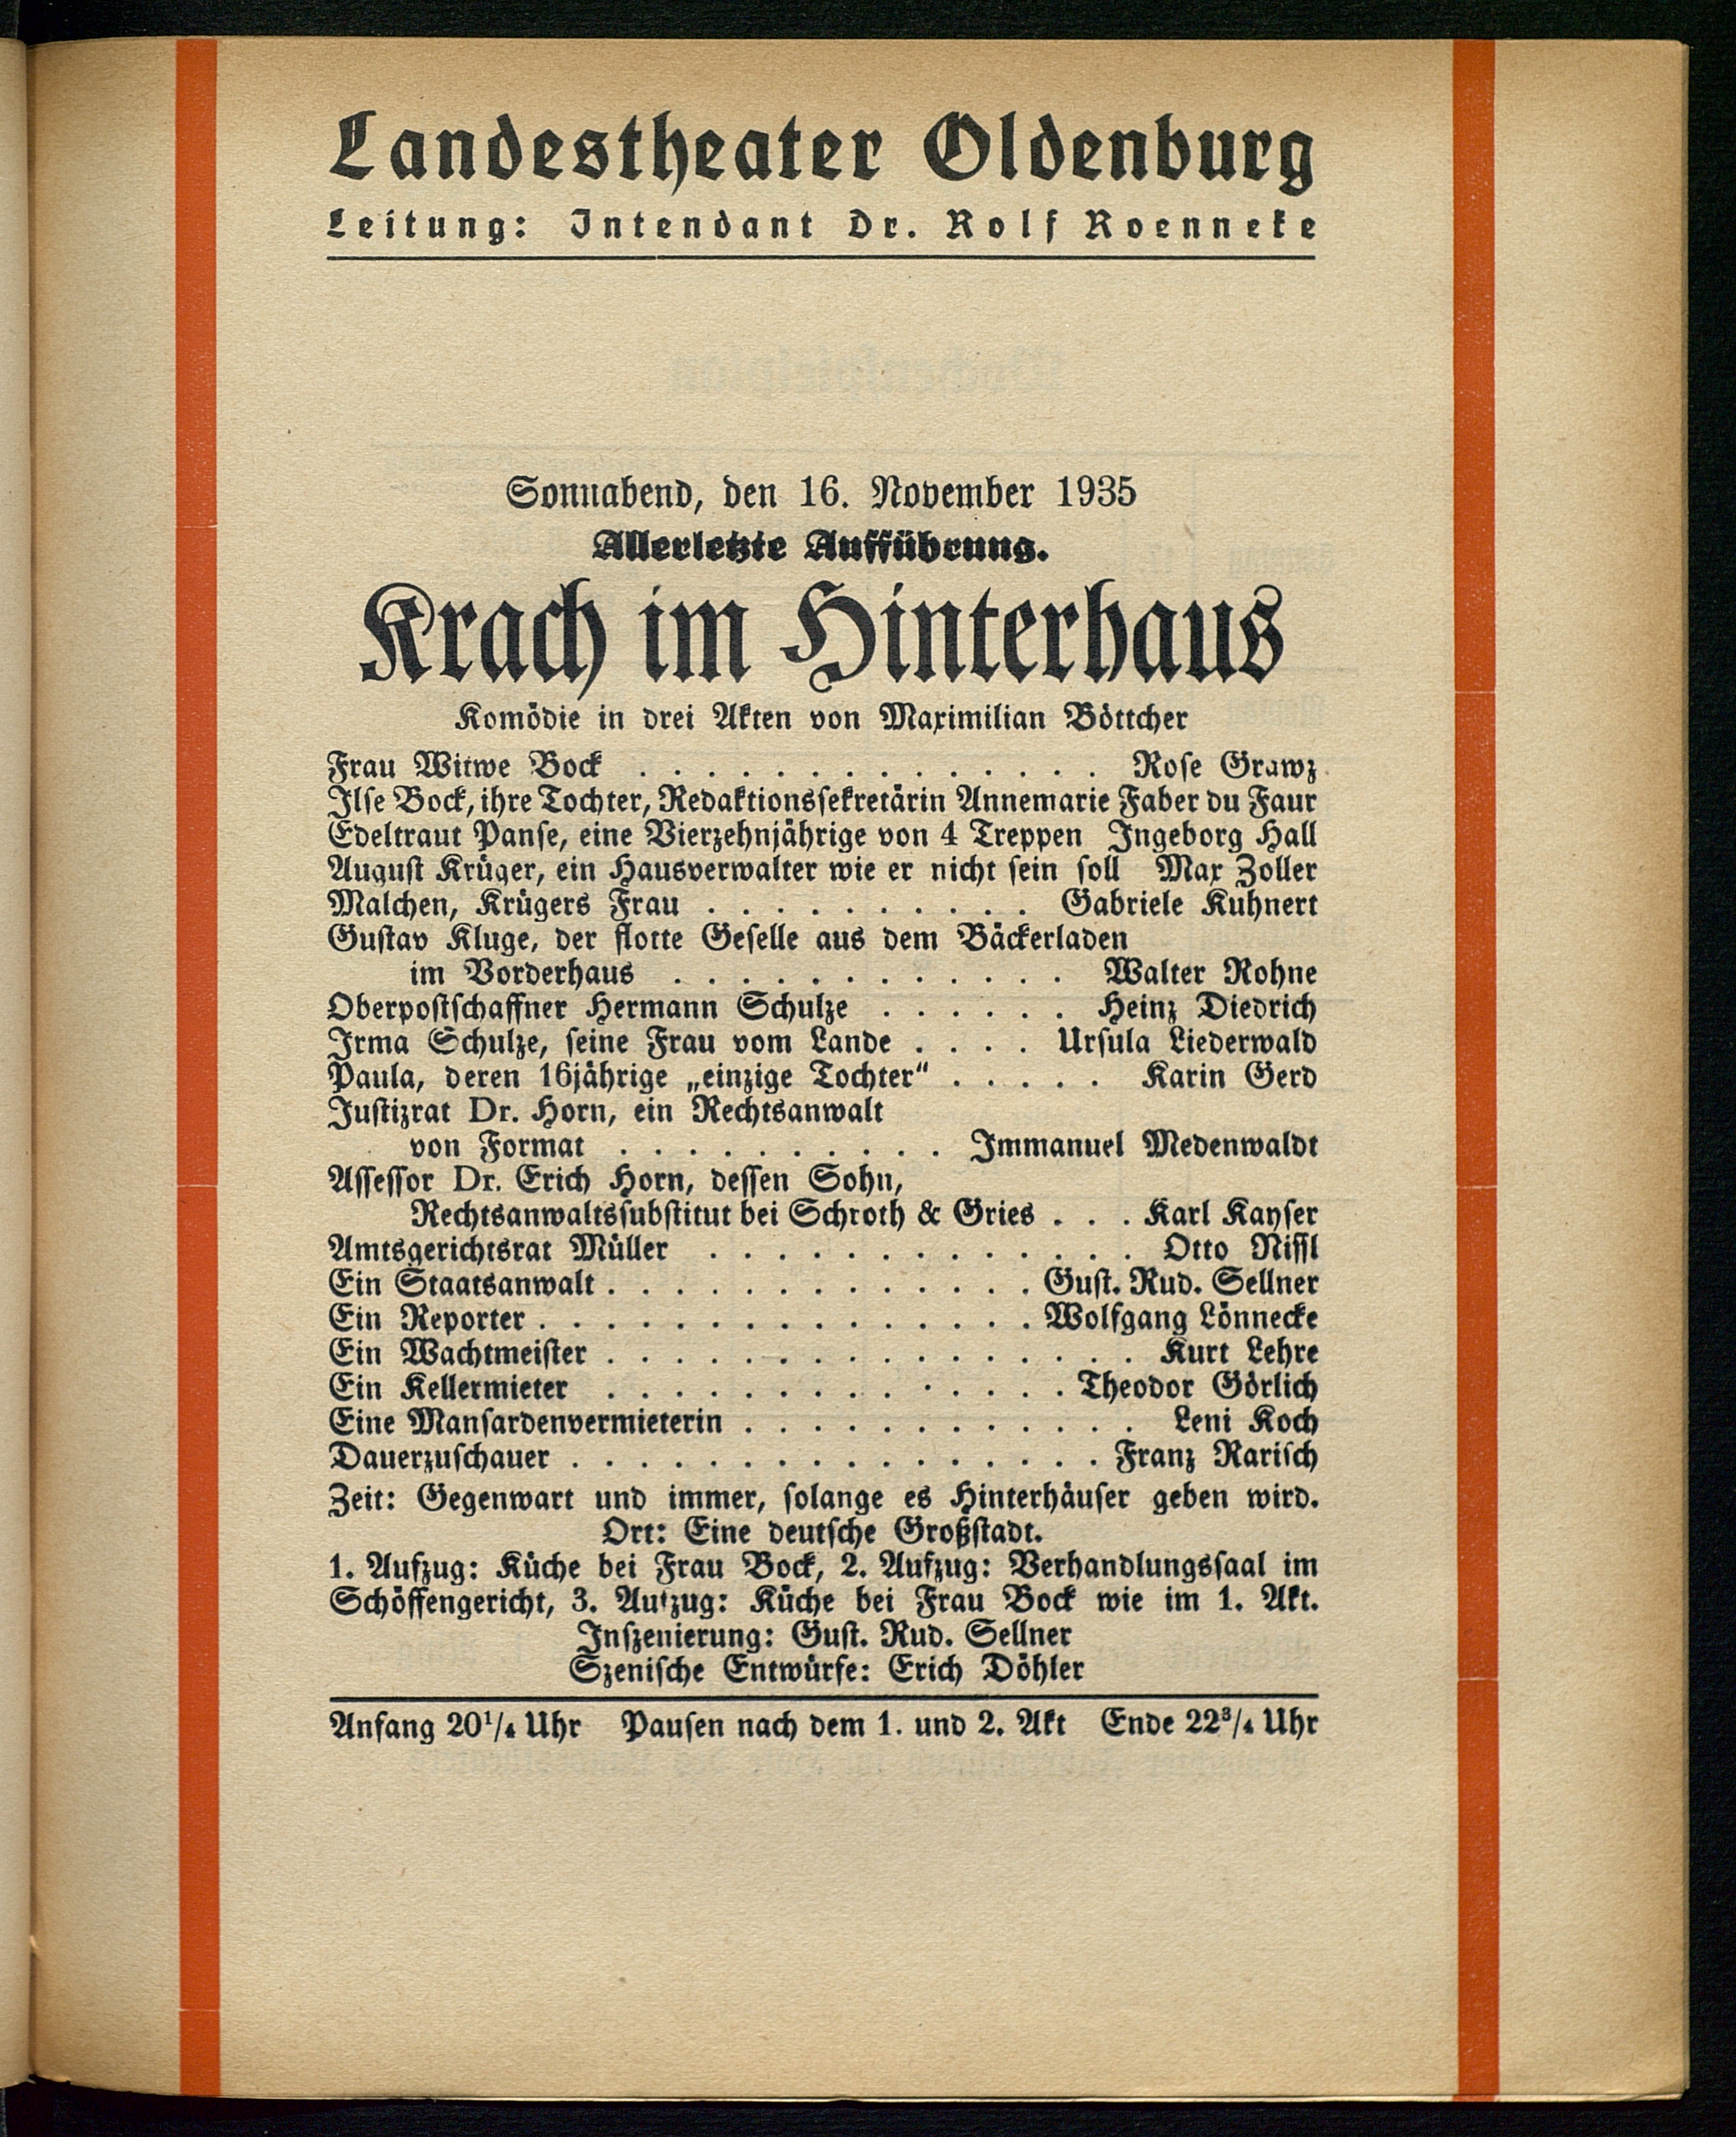 Landestheater Oldenburg
Leitung: Intendant Dr. Rolf Roenneke
Sonnabend, den 16. November 1935
Allerletzte Aufführung.
Krach im Hinterhaus
Komödie in drei Akten von Maximilian Böttcher
Frau Witwe Bock . . . . . . . . . . . . . . Rose Grawz
Ilse Bock, ihre Tochter, Redaktionssekretärin Annemarie Faber du Faur
Edeltraut Panse, eine Vierzehnjährige von 4 Treppen Ingeborg Hall
August Krüger, ein Hausverwalter wie er nicht sein soll Max Zoller
Malchen, Krügers Frau . . . . . . . . . . Gabriele Kuhnert
Gustav Kluge, der flotte Geselle aus dem Bäckerladen
im Vorderhaus . . . . . . . . . . . . Walter Rohne
Oberpostschaffner Hermann Schulze . . . . . . Heinz Diedrich
Irma Schulze, seine Frau vom Lande . . . . Ursula Liederwald
Paula, deren 16jährige „einzige Tochter“ . . . . . Karin Gerd
Justizrat Dr. Horn, ein Rechtsanwalt
von Format . . . . . . . . . . Immanuel Medenwaldt
Assessor Dr. Erich Horn, dessen Sohn,
Rechtsanwaltssubstitut bei Schroth & Gries . . . Karl Kayser
Amtsgerichtsrat Müller . . . . . . . . . . . . . Otto Nissl
Ein Staatsanwalt . . . . . . . . . . . . . Gust. Rud. Sellner
Ein Reporter . . . . . . . . . . . . . . . Wolfgang Lönnecke
Ein Wachtmeister . . . . . . . . . . . . . . . . Kurt Lehre
Ein Kellermieter . . . . . . . . . . . . . . Theodor Görlich
Eine Mansardenvermieterin . . . . . . . . . . . . Leni Koch
Dauerzuschauer . . . . . . . . . . . . . . . . Franz Rarisch
Zeit: Gegenwart und immer, solange es Hinterhäuser geben wird.
Ort: Eine deutsche Großstadt.
1. Aufzug: Küche bei Frau Bock, 2. Aufzug: Verhandlungssaal im
Schöffengericht, 3. Aufzug: Küche bei Frau Bock wie im 1. Akt.
Inszenierung: Gust. Rud. Sellner
Szenische Entwürfe: Erich Döhler
Anfang 20¹/₄ Uhr Pausen nach dem 1. und 2. Akt Ende 22³/₄ Uhr